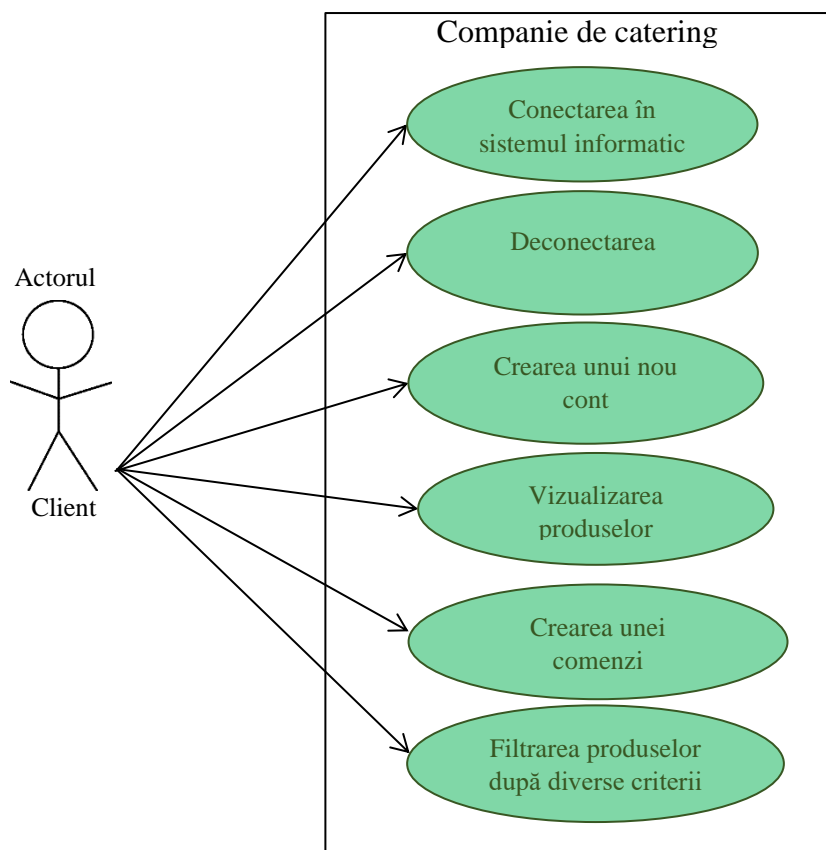 Companie de catering
Conectarea în
sistemul informatic
Deconectarea
Actorul
Crearea unui nou
cont
Client
Vizualizarea
produselor
Crearea unei
comenzi
Filtrarea produselor
după diverse criterii